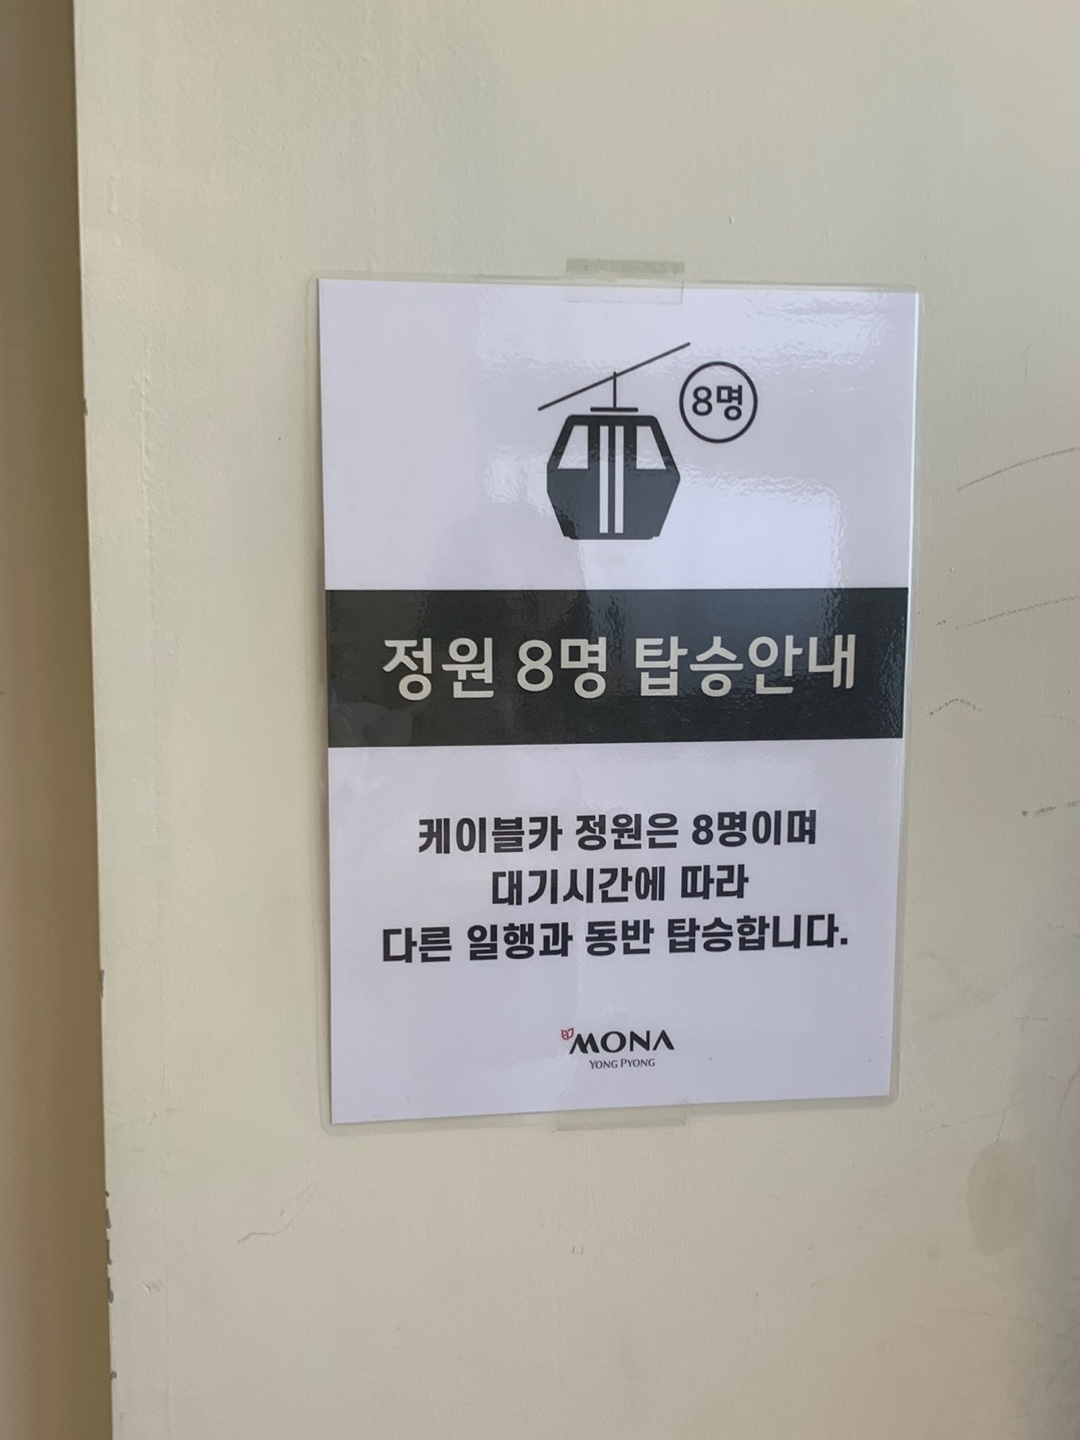 8명
정원 8명 탑승안내
케이블카 정원은 8명이며
대기시간에 따라
다른 일행과 동반 탑승합니다.
MONA
YONG PYONG